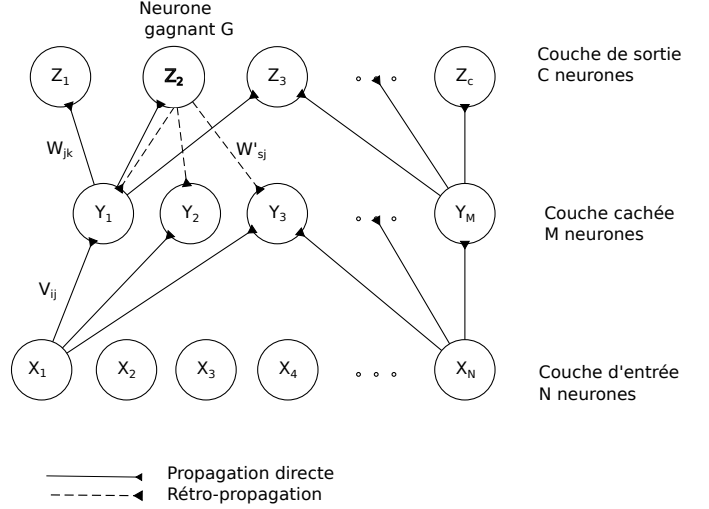 Neurone
gagnant G
Z1 Z2 Z3 Zc
Couche de sortie
C neurones
Wjk W'sj
Y1 Y2 Y3 YM
Couche cachée
M neurones
Vij
X1 X2 X3 X4 XN
Couche d'entrée
N neurones
Propagation directe
Rétro-propagation